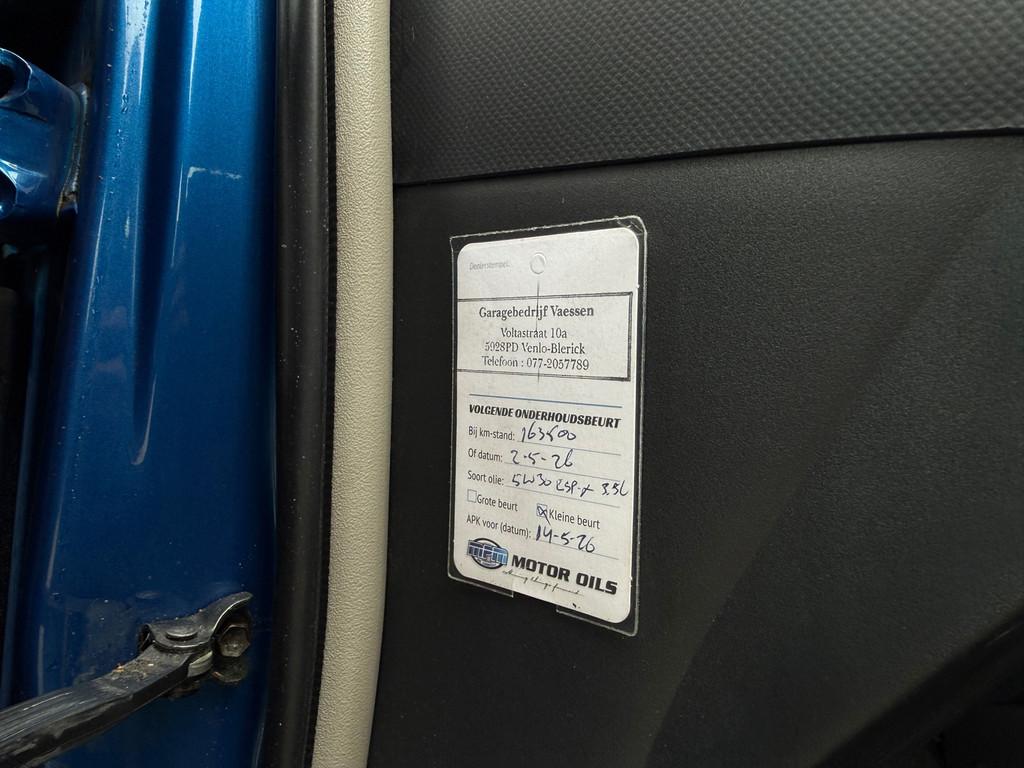 Dealerstempel:
Garagebedrijf Vaessen
Voltastraat 10a
5928PD Venlo-Blerick
Telefoon : 077-2057789
VOLGENDE ONDERHOUDSBEURT
Bij km-stand: 163500
Of datum: 2-5-26
Soort olie: 5W30 3,5L
Grote beurt
Kleine beurt
APK voor (datum): 14-5-26
MPM MOTOR OILS